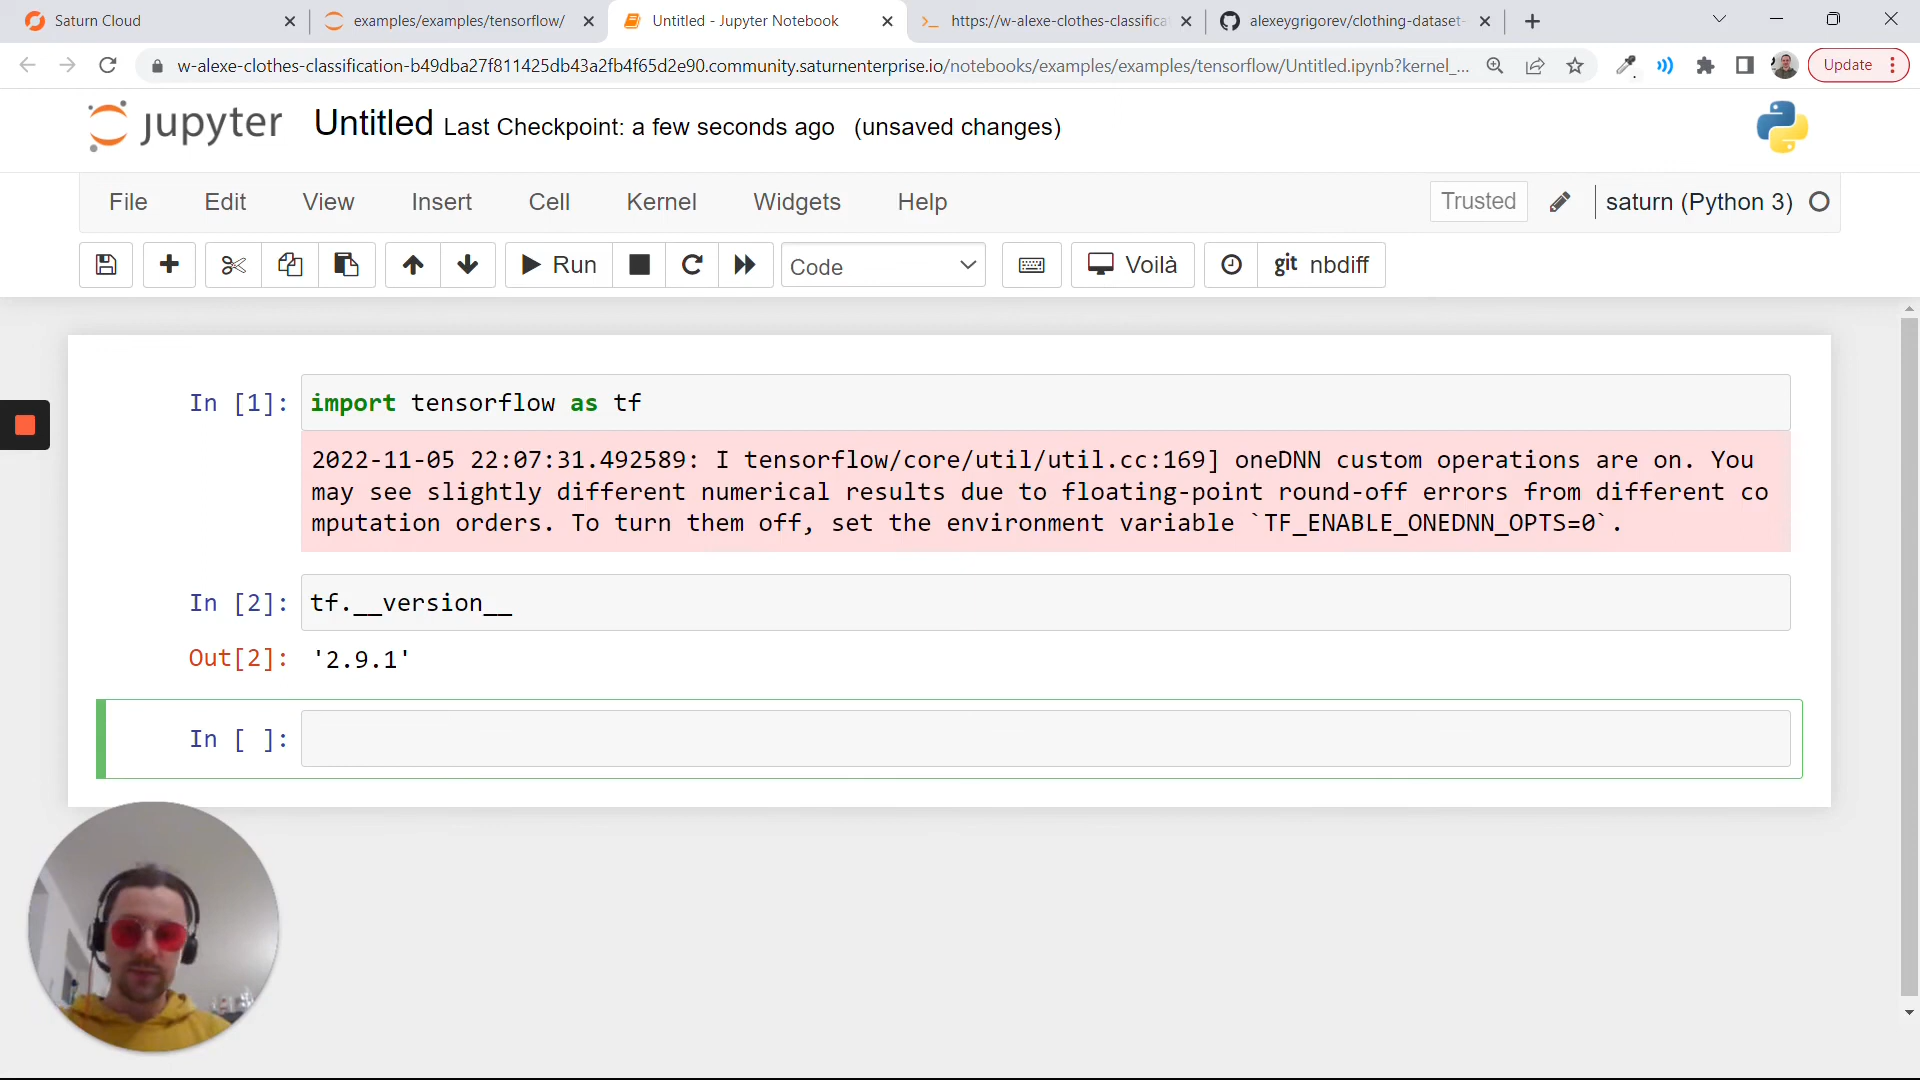 Saturn Cloud
examples/examples/tensorflow/
Untitled - Jupyter Notebook
https://w-alexe-clothes-classifica
alexeygrigorev/clothing-dataset-
w-alexe-clothes-classification-b49dba27f811425db43a2fb4f65d2e90.community.saturnenterprise.io/notebooks/examples/examples/tensorflow/Untitled.ipynb?kernel_...
Update
jupyter Untitled Last Checkpoint: a few seconds ago (unsaved changes)
File Edit View Insert Cell Kernel Widgets Help Trusted saturn (Python 3)
Run Code Voilà git nbdiff
In [1]: import tensorflow as tf
2022-11-05 22:07:31.492589: I tensorflow/core/util/util.cc:169] oneDNN custom operations are on. You
may see slightly different numerical results due to floating-point round-off errors from different co
mputation orders. To turn them off, set the environment variable `TF_ENABLE_ONEDNN_OPTS=0`.
In [2]: tf.__version__
Out[2]: '2.9.1'
In [ ]: